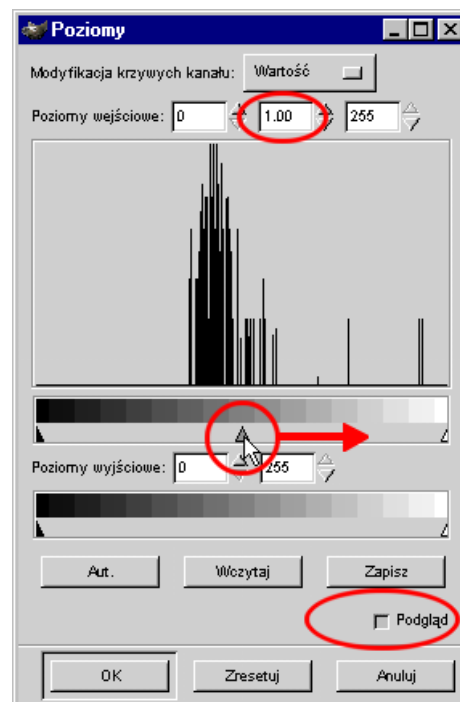 Poziomy
Modyfikacja krzywych kanału: Wartość
Poziomy wejściowe: 0 1.00 255
Poziomy wyjściowe: 0 255
Aut. Wczytaj Zapisz
Podgląd
OK Zresetuj Anuluj